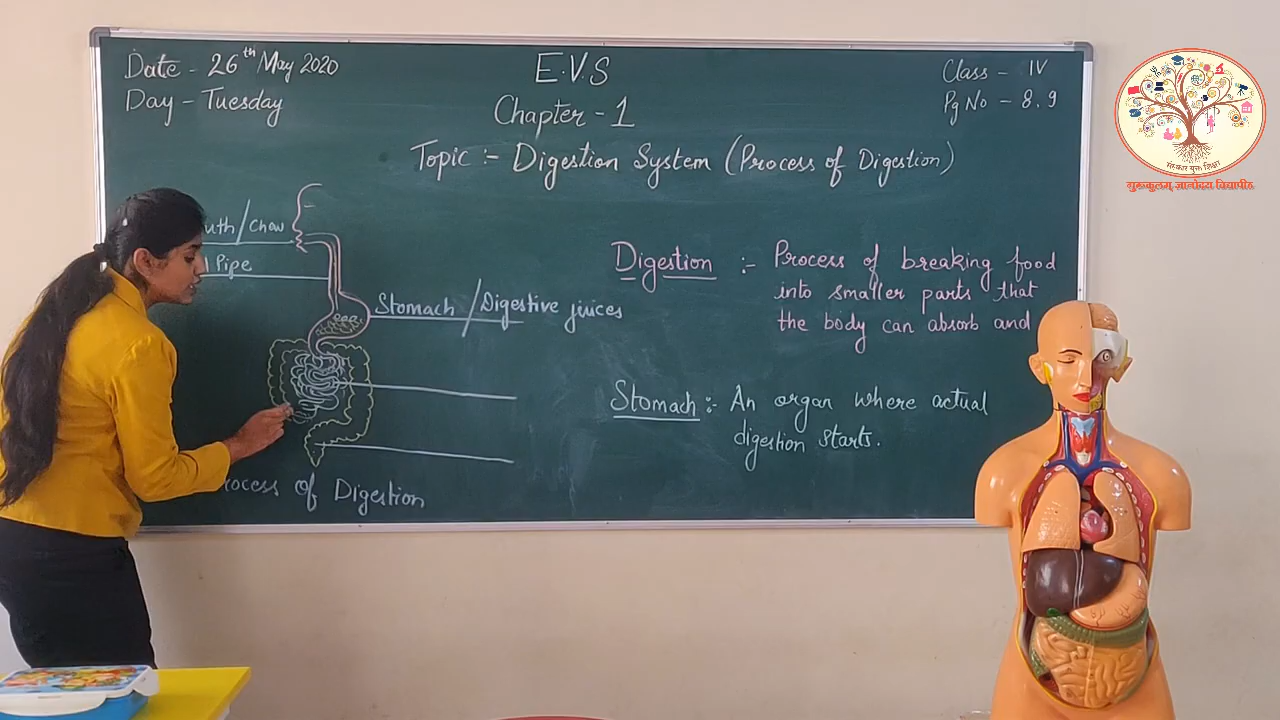 Date - 26th May 2020
Day - Tuesday
E.V.S
Chapter - 1
Class - IV
Pg No - 8, 9
Topic :- Digestion System (Process of Digestion)
uth/Chew
Pipe
Stomach / Digestive juices
rocess of Digestion
Digestion :- Process of breaking food
into smaller parts that
the body can absorb and
Stomach :- An organ where actual
digestion starts.
संस्कार युक्त शिक्षा
गुरुकुलम् ज्ञानोदय विद्यापीठ